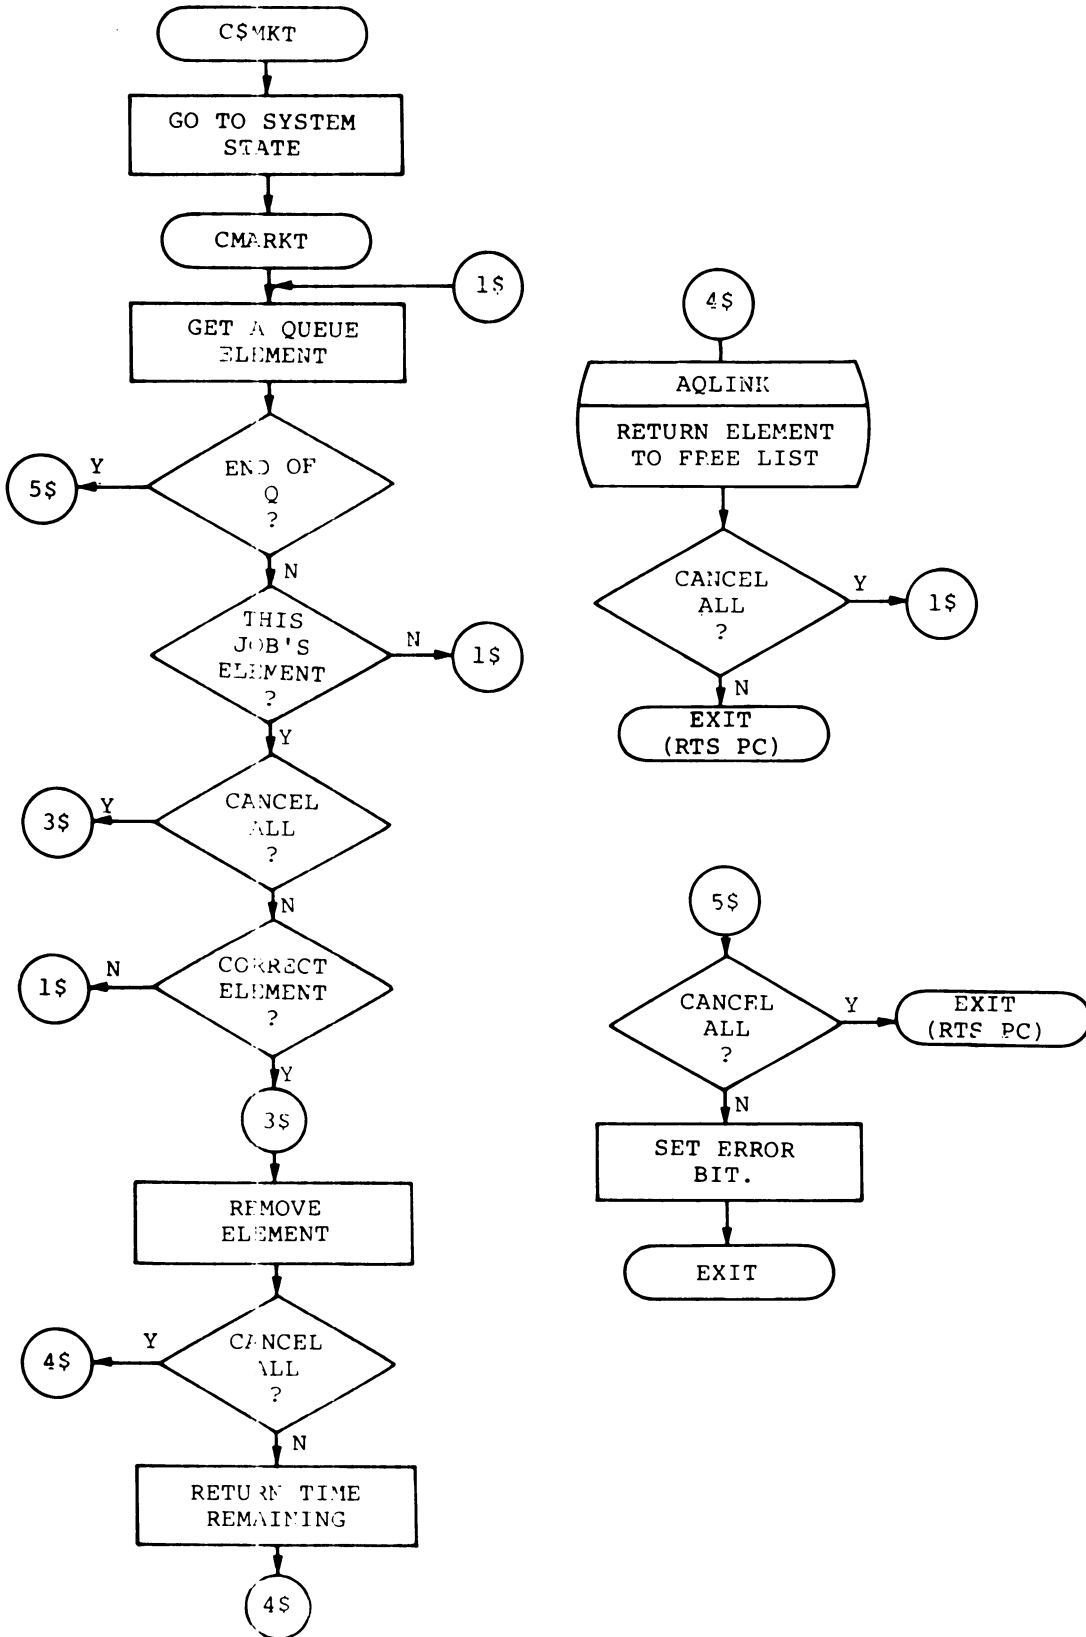 C$MKT
GO TO SYSTEM
STATE
CMARKT
1$
GET A QUEUE
ELEMENT
END OF
Q
?
Y
5$
N
THIS
JOB'S
ELEMENT
?
N
1$
Y
CANCEL
ALL
?
Y
3$
N
CORRECT
ELEMENT
?
N
1$
Y
3$
REMOVE
ELEMENT
CANCEL
ALL
?
Y
4$
N
RETURN TIME
REMAINING
4$
4$
AQLINK
RETURN ELEMENT
TO FREE LIST
CANCEL
ALL
?
Y
1$
N
EXIT
(RTS PC)
5$
CANCEL
ALL
?
Y
EXIT
(RTS PC)
N
SET ERROR
BIT.
EXIT